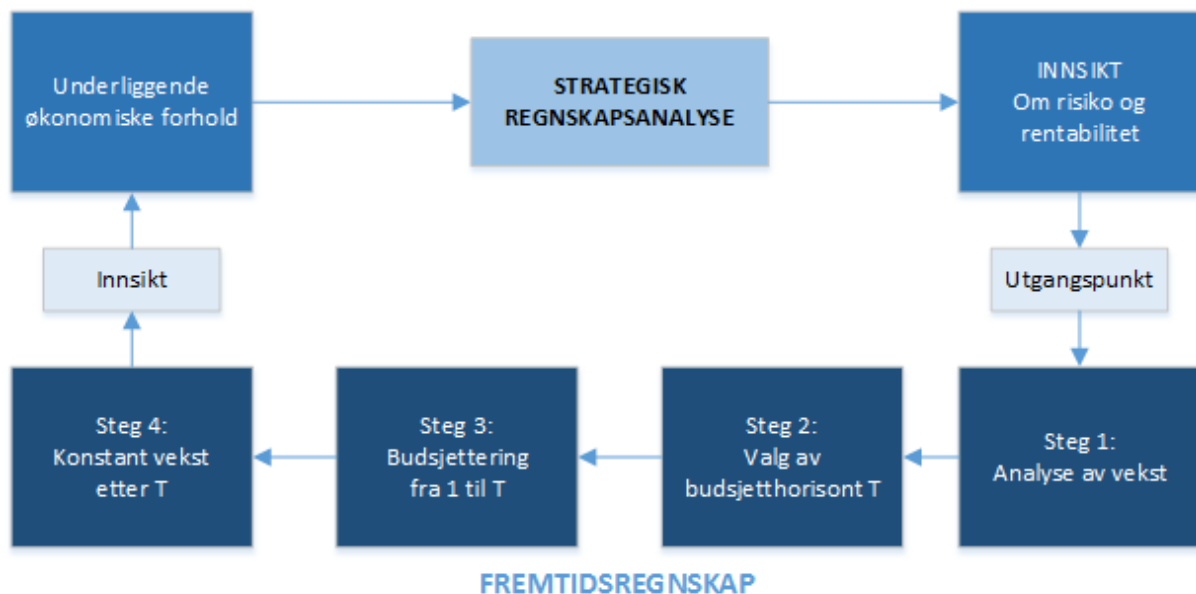 Underliggende
økonomiske forhold
STRATEGISK
REGNSKAPSANALYSE
INNSIKT
Om risiko og
rentabilitet
Innsikt
Utgangspunkt
Steg 4:
Konstant vekst
etter T
Steg 3:
Budsjettering
fra 1 til T
Steg 2:
Valg av
budsjetthorisont T
Steg 1:
Analyse av vekst
FREMTIDSREGNSKAP